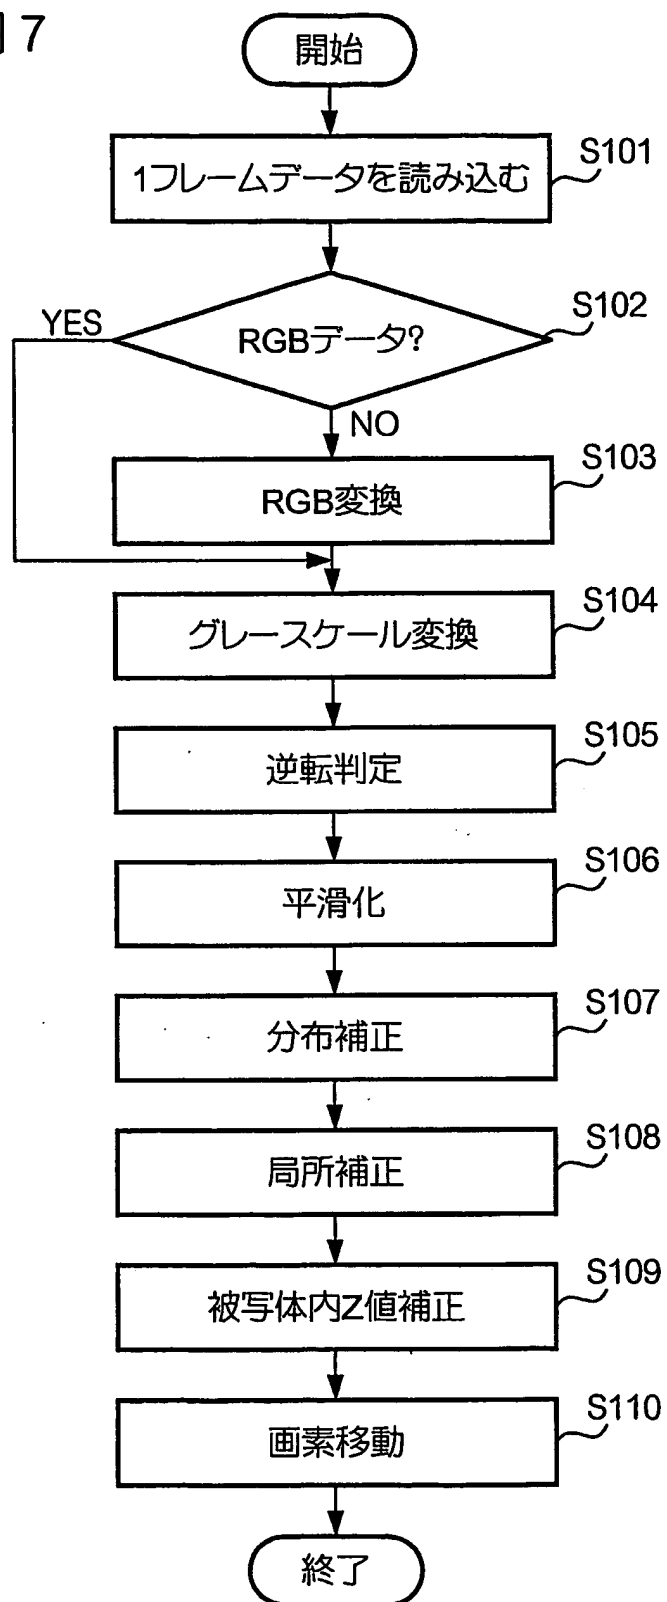 7
開始
1フレームデータを読み込む
S101
RGBデータ?
S102
YES
NO
RGB変換
S103
グレースケール変換
S104
逆転判定
S105
平滑化
S106
分布補正
S107
局所補正
S108
被写体内Z値補正
S109
画素移動
S110
終了